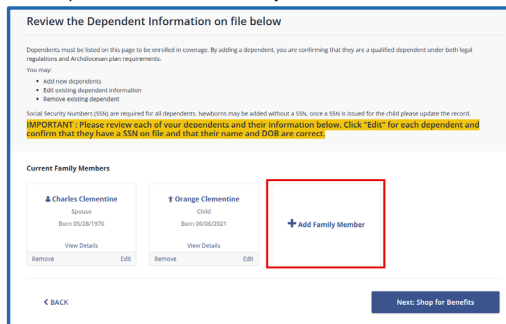 Review the Dependent Information on file below
Dependents must be listed on this page to be enrolled in coverage. By adding a dependent, you are confirming that they are a qualified dependent under both legal
regulations and Archdiocesan plan requirements.
You may:
• Add new dependents
• Edit existing dependent information
• Remove existing dependent
Social Security Numbers (SSN) are required for all dependents. Newborns may be added without a SSN, once a SSN is issued for the child please update the record.
IMPORTANT : Please review each of your dependents and their information below. Click "Edit" for each dependent and
confirm that they have a SSN on file and that their name and DOB are correct.
Current Family Members
Charles Clementine
Spouse
Born 05/28/1976
View Details
Remove Edit
Orange Clementine
Child
Born 06/06/2021
View Details
Remove Edit
+ Add Family Member
< BACK
Next: Shop for Benefits